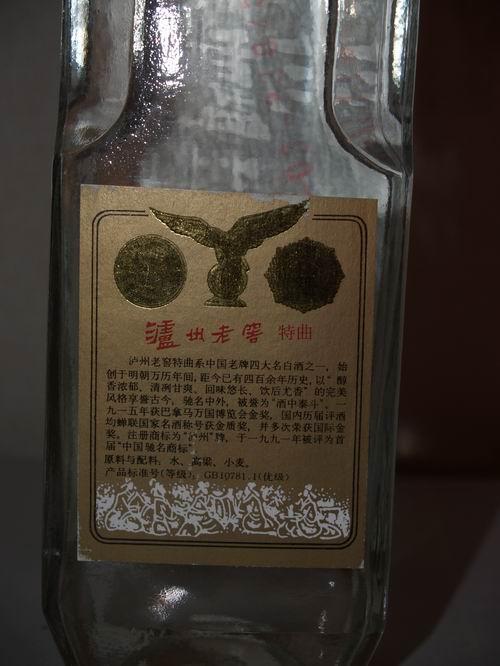 瀘州老窖 特曲
泸州老窖特曲系中国老牌四大名白酒之一，始
创于明朝万历年间，距今已有四百余年历史，以“醇
香浓郁、清冽甘爽、回味悠长、饮后尤香”的完美
风格享誉古今，驰名中外，被誉为“酒中泰斗”。一
九一五年获巴拿马万国博览会金奖。国内历届评酒
均蝉联国家名酒称号获金质奖，并多次荣获国际金
奖。注册商标为“泸州”牌，于一九九一年被评为首
届“中国驰名商标”。
原料与配料：水、高粱、小麦。
产品标准号(等级)：GB10781.1(优级)